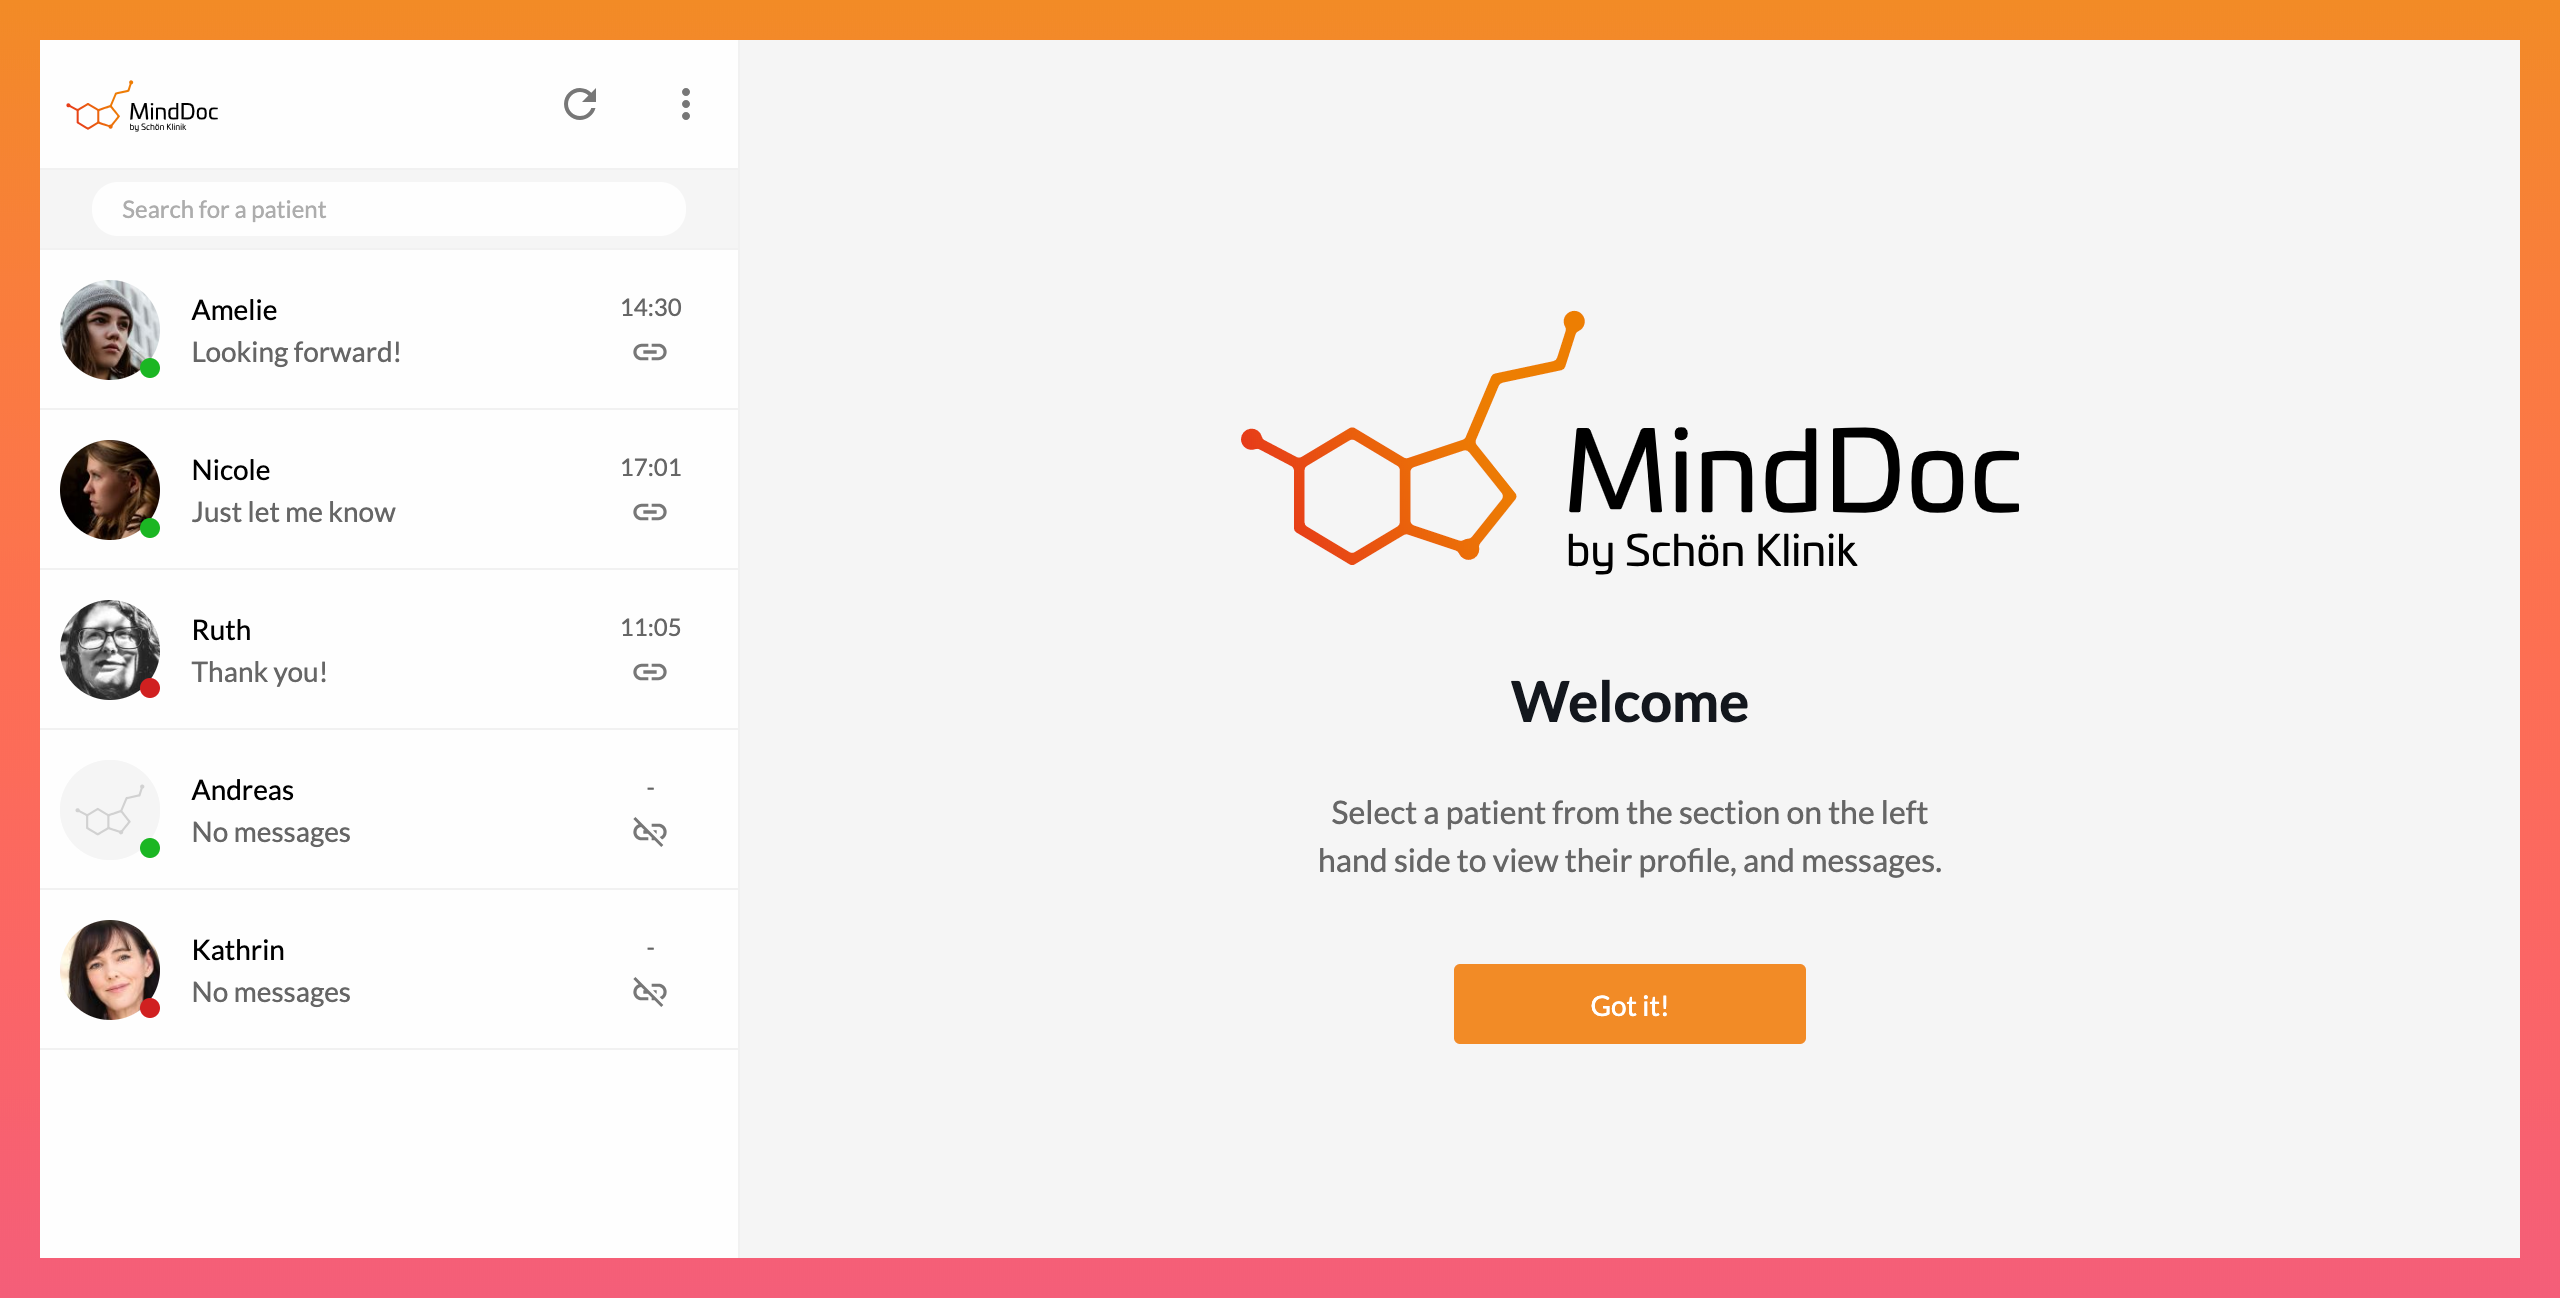 MindDoc
by Schön Klinik
Search for a patient
Amelie
14:30
Looking forward!
Nicole
17:01
Just let me know
Ruth
11:05
Thank you!
Andreas
-
No messages
Kathrin
-
No messages
MindDoc
by Schön Klinik
Welcome
Select a patient from the section on the left
hand side to view their profile, and messages.
Got it!